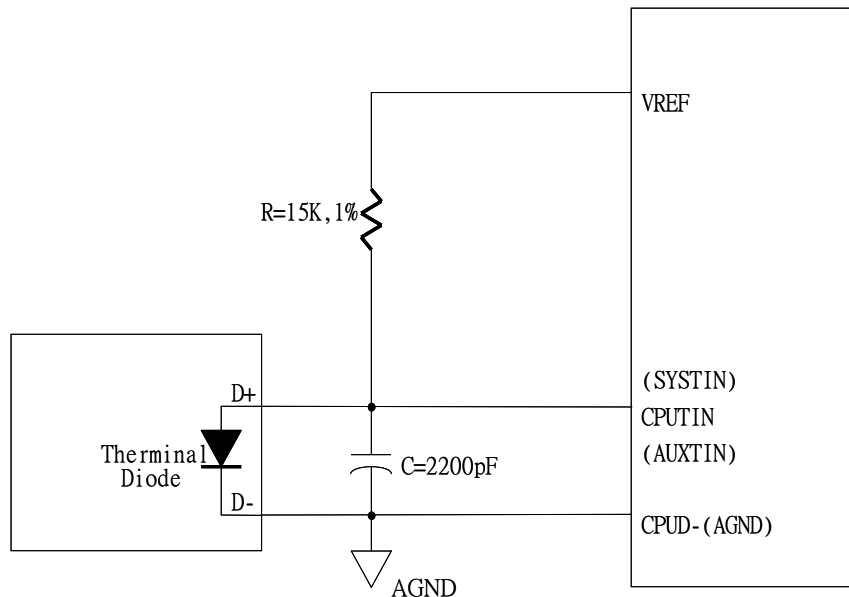 VREF
R=15K,1%
(SYSTIN)
D+
CPUTIN
(AUXTIN)
Therminal
Diode
C=2200pF
D-
CPUD-(AGND)
AGND